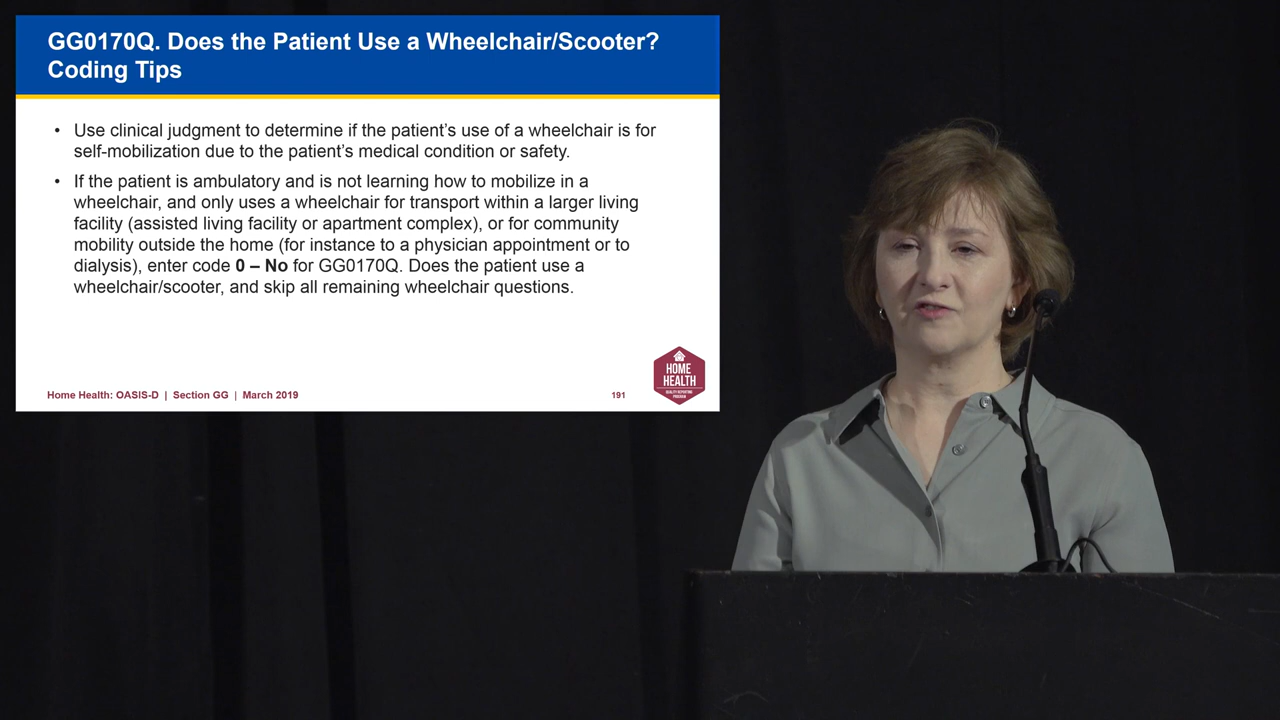 GG0170Q. Does the Patient Use a Wheelchair/Scooter?
Coding Tips
• Use clinical judgment to determine if the patient’s use of a wheelchair is for
self-mobilization due to the patient’s medical condition or safety.
• If the patient is ambulatory and is not learning how to mobilize in a
wheelchair, and only uses a wheelchair for transport within a larger living
facility (assisted living facility or apartment complex), or for community
mobility outside the home (for instance to a physician appointment or to
dialysis), enter code 0 – No for GG0170Q. Does the patient use a
wheelchair/scooter, and skip all remaining wheelchair questions.
HOME
HEALTH
QUALITY REPORTING
PROGRAM
Home Health: OASIS-D | Section GG | March 2019
191